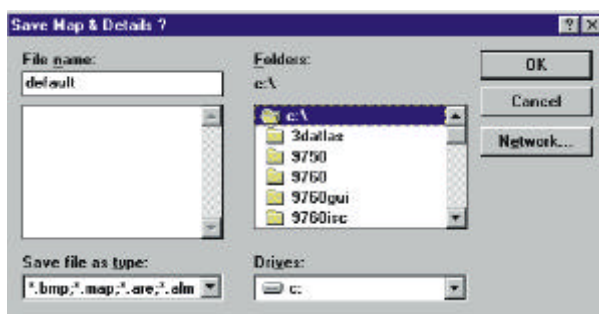 Save Map & Details ?
File name:
default
Folders:
c:\
OK
Cancel
Network...
c:\
3datlas
9750
9760
9760gui
9760isc
Save file as type:
*.bmp;*.map;*.are;*.alm
Drives:
c: